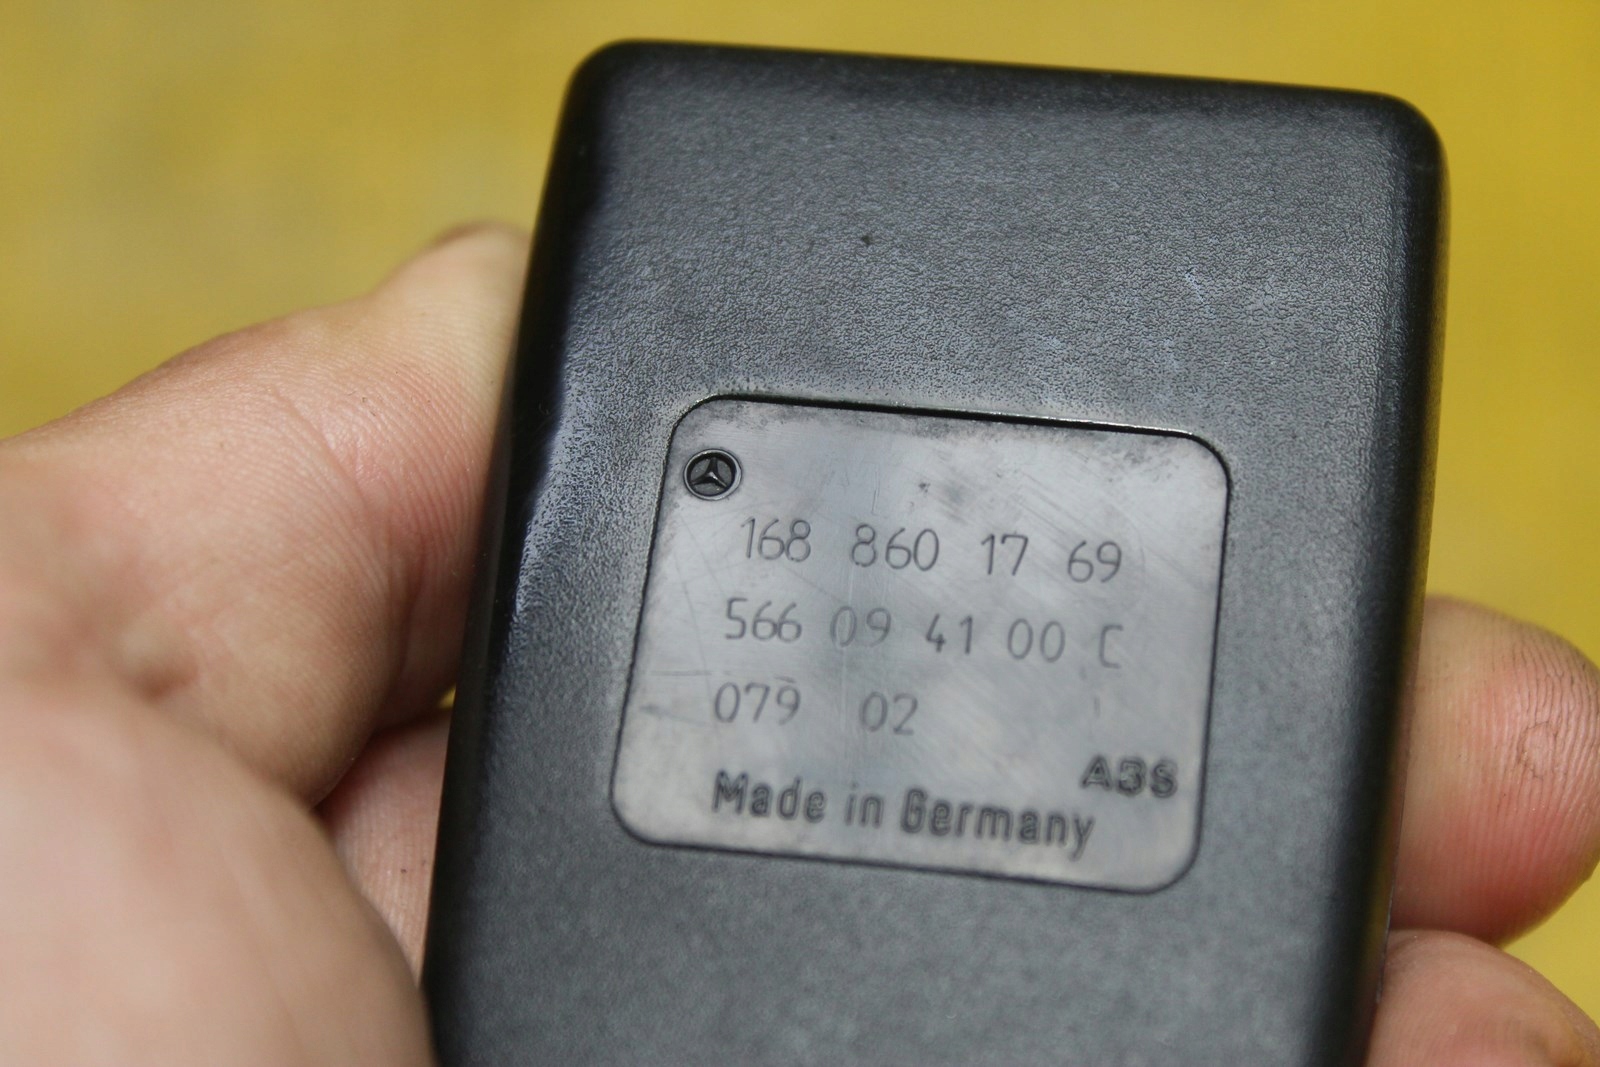 168 860 17 69
566 09 41 00 C
079 02
A3S
Made in Germany